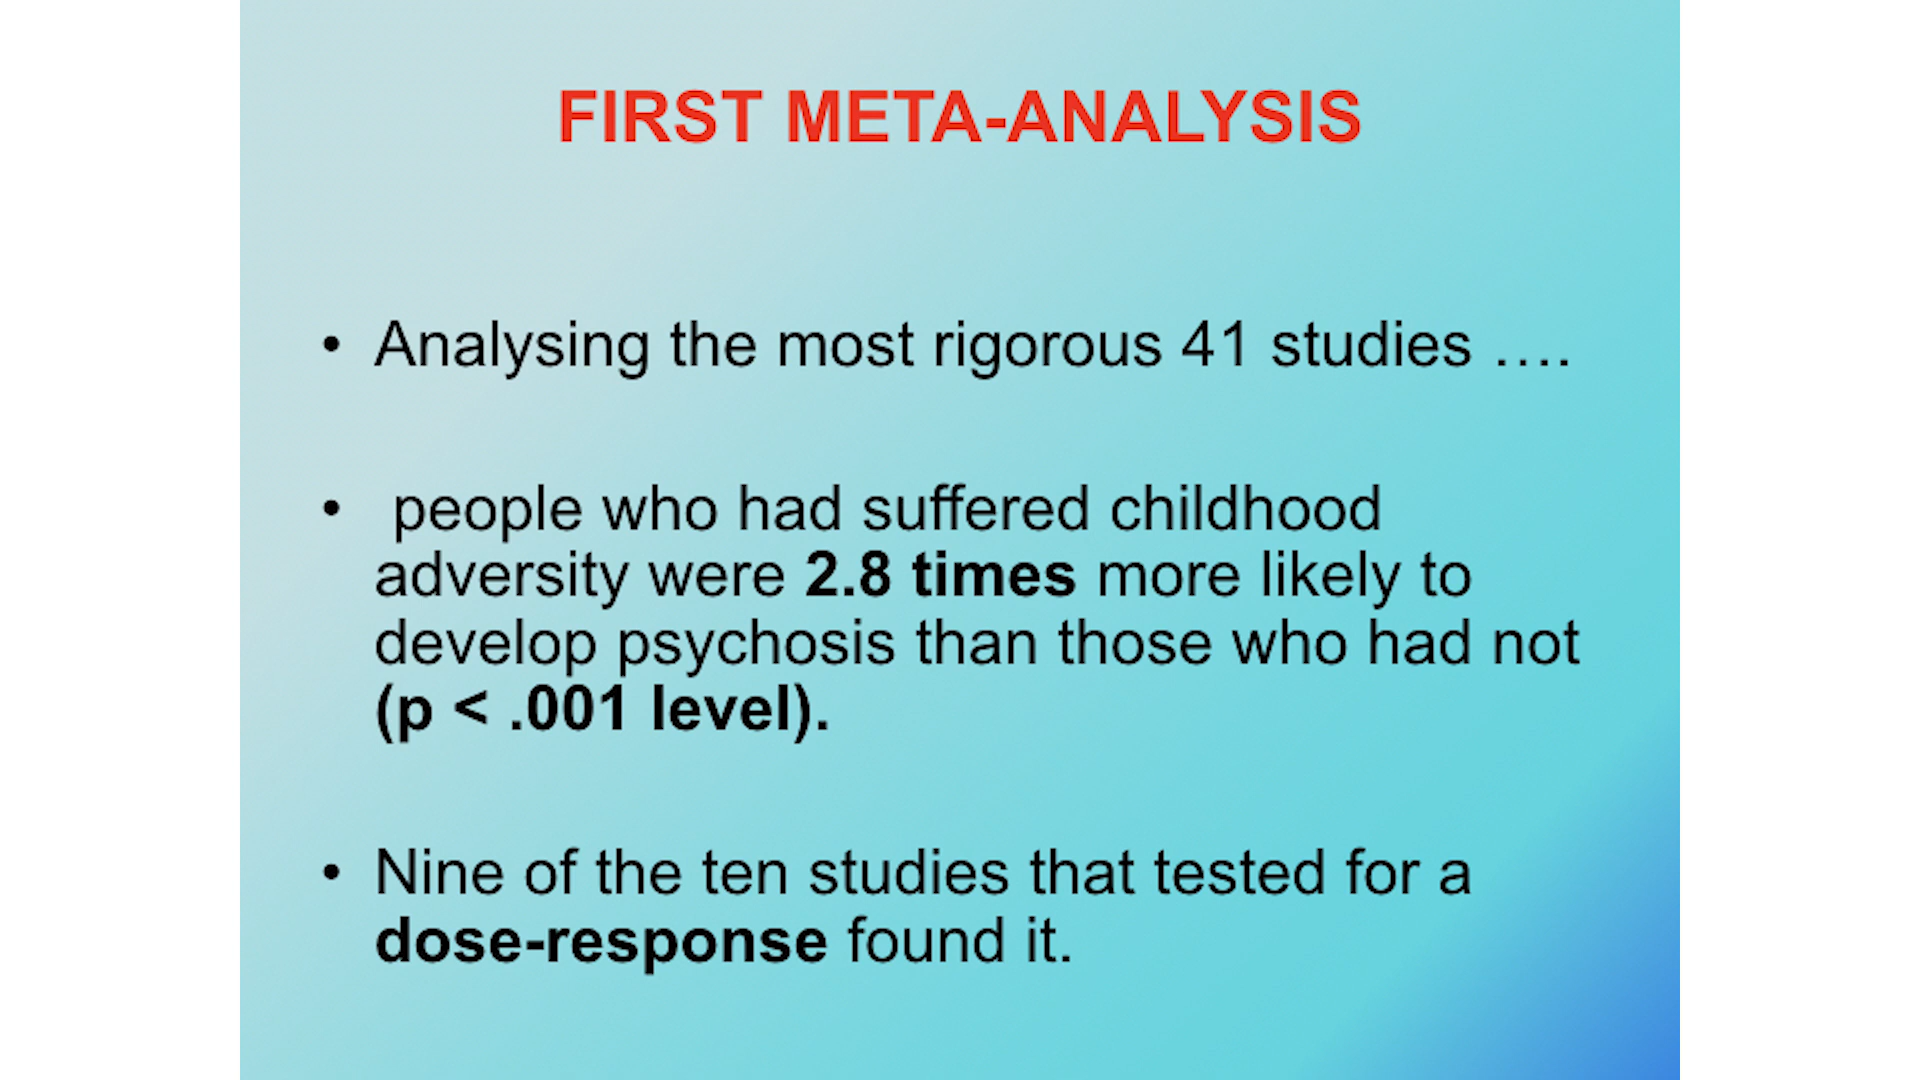 FIRST META-ANALYSIS
• Analysing the most rigorous 41 studies ….
• people who had suffered childhood
adversity were 2.8 times more likely to
develop psychosis than those who had not
(p < .001 level).
• Nine of the ten studies that tested for a
dose-response found it.